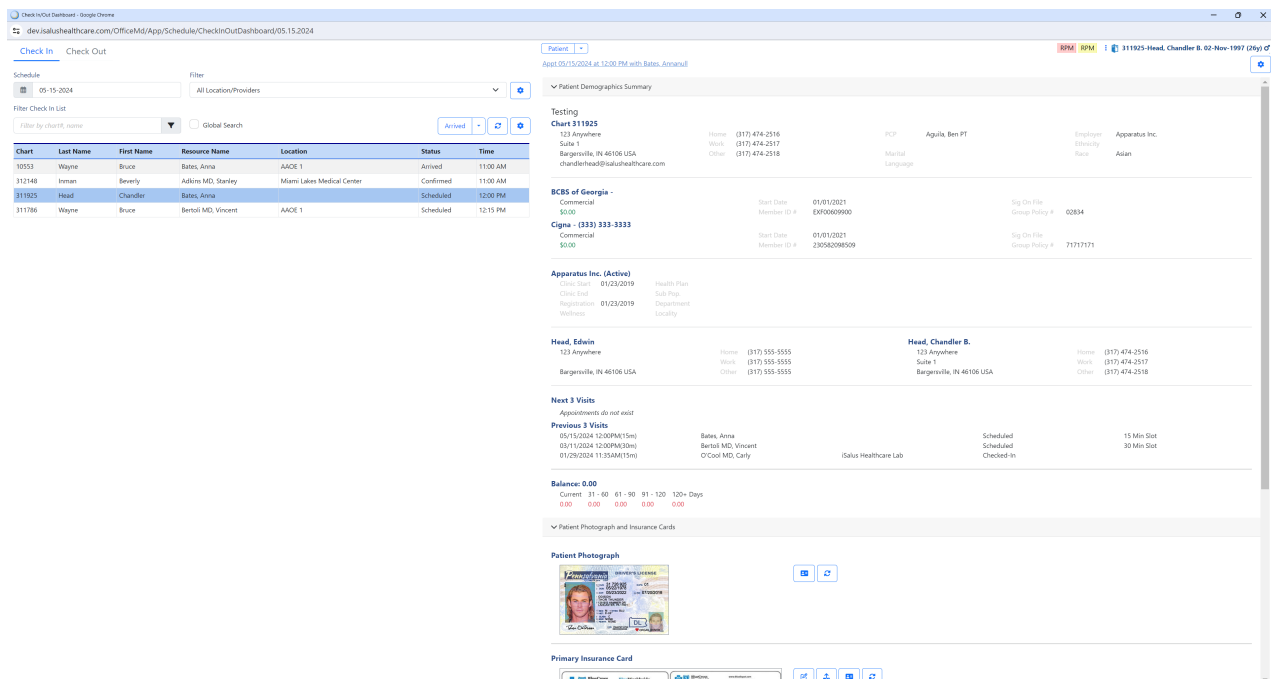 Check In/Out Dashboard - Google Chrome
dev.isalushealthcare.com/OfficeMd/App/Schedule/CheckInOutDashboard/05.15.2024
Check In Check Out
Schedule Filter
05-15-2024 All Location/Providers
Filter Check In List
Filter by chart#, name Global Search Arrived
Chart Last Name First Name Resource Name Location Status Time
10553 Wayne Bruce Bates, Anna AAOE 1 Arrived 11:00 AM
312148 Inman Beverly Adkins MD, Stanley Miami Lakes Medical Center Confirmed 11:00 AM
311925 Head Chandler Bates, Anna Scheduled 12:00 PM
311786 Wayne Bruce Bertoli MD, Vincent AAOE 1 Scheduled 12:15 PM
Patient RPM RPM 311925-Head, Chandler B. 02-Nov-1997 (26y)
Appt 05/15/2024 at 12:00 PM with Bates, Annanull
Patient Demographics Summary
Testing
Chart 311925
123 Anywhere Home (317) 474-2516 PCP Aguila, Ben PT Employer Apparatus Inc.
Suite 1 Work (317) 474-2517 Ethnicity
Bargersville, IN 46106 USA Other (317) 474-2518 Marital Race Asian
chandlerhead@isalushealthcare.com Language
BCBS of Georgia -
Commercial Start Date 01/01/2021 Sig On File
$0.00 Member ID # EXF00609900 Group Policy # 02834
Cigna - (333) 333-3333
Commercial Start Date 01/01/2021 Sig On File
$0.00 Member ID # 230582098509 Group Policy # 71717171
Apparatus Inc. (Active)
Clinic Start 01/23/2019 Health Plan
Clinic End Sub Pop
Registration 01/23/2019 Department
Wellness Locality
Head, Edwin Head, Chandler B.
123 Anywhere Home (317) 555-5555 123 Anywhere Home (317) 474-2516
Work (317) 555-5555 Suite 1 Work (317) 474-2517
Bargersville, IN 46106 USA Other (317) 555-5555 Bargersville, IN 46106 USA Other (317) 474-2518
Next 3 Visits
Appointments do not exist
Previous 3 Visits
05/15/2024 12:00PM(15m) Bates, Anna Scheduled 15 Min Slot
03/11/2024 12:00PM(30m) Bertoli MD, Vincent Scheduled 30 Min Slot
01/29/2024 11:35AM(15m) O'Cool MD, Carly iSalus Healthcare Lab Checked-In
Balance: 0.00
Current 31 - 60 61 - 90 91 - 120 120+ Days
0.00 0.00 0.00 0.00 0.00
Patient Photograph and Insurance Cards
Patient Photograph
Pennsylvania DRIVER'S LICENSE
DL
Primary Insurance Card